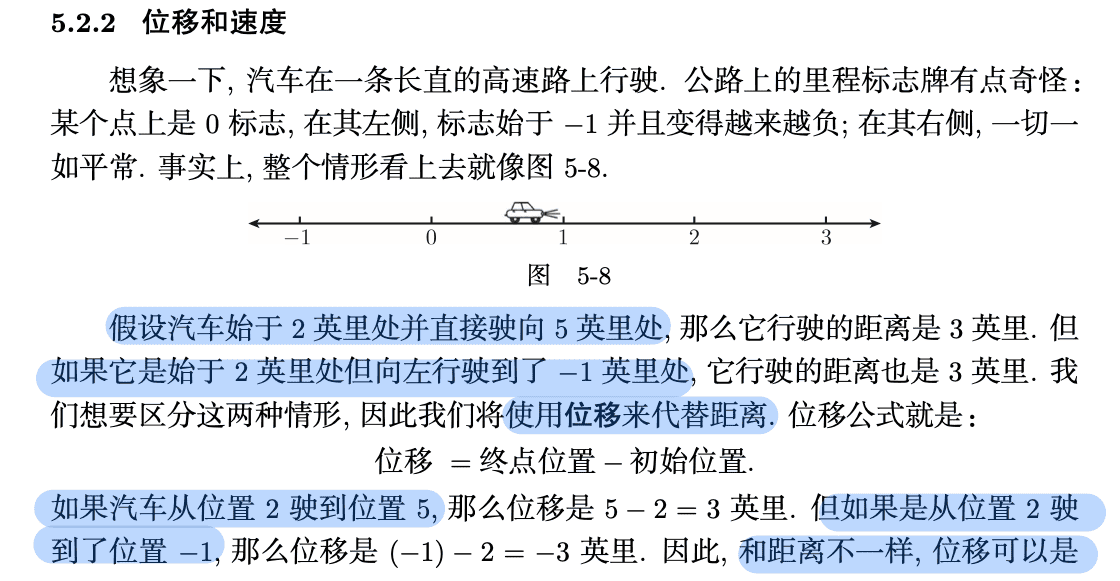 5.2.2 位移和速度
想象一下, 汽车在一条长直的高速路上行驶. 公路上的里程标志牌有点奇怪:
某个点上是 0 标志, 在其左侧, 标志始于 −1 并且变得越来越负; 在其右侧, 一切一
如平常. 事实上, 整个情形看上去就像图 5-8.
−1 0 1 2 3
图 5-8
假设汽车始于 2 英里处并直接驶向 5 英里处, 那么它行驶的距离是 3 英里. 但
如果它是始于 2 英里处但向左行驶到了 −1 英里处, 它行驶的距离也是 3 英里. 我
们想要区分这两种情形, 因此我们将使用位移来代替距离. 位移公式就是:
位移 = 终点位置 − 初始位置.
如果汽车从位置 2 驶到位置 5, 那么位移是 5 − 2 = 3 英里. 但如果是从位置 2 驶
到了位置 −1, 那么位移是 (−1) − 2 = −3 英里. 因此, 和距离不一样, 位移可以是